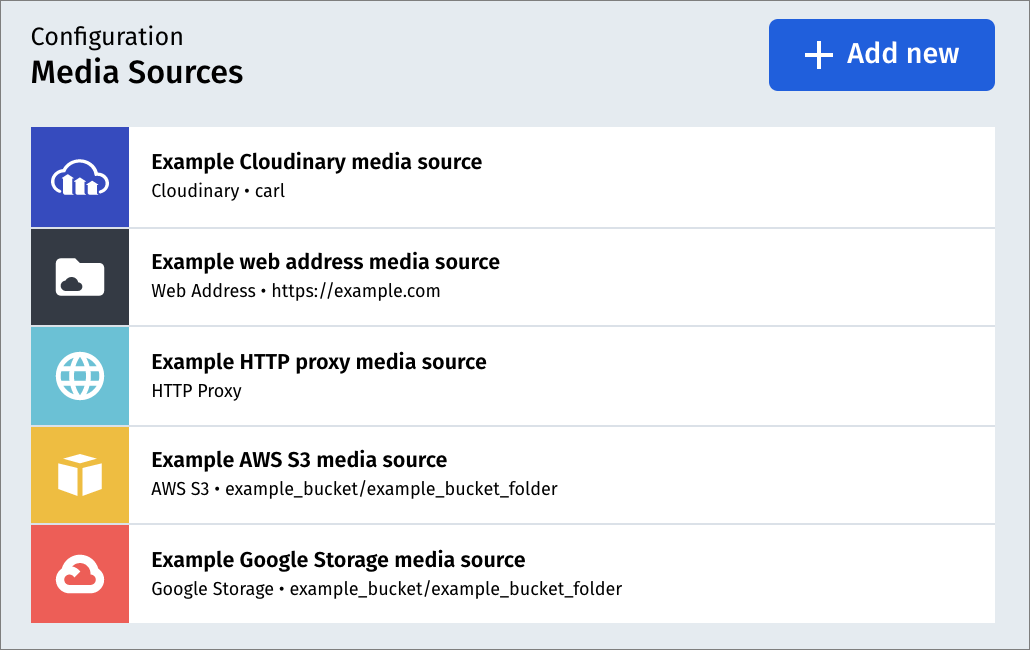 Configuration
Media Sources
Add new
Example Cloudinary media source
Cloudinary • carl
Example web address media source
Web Address • https://example.com
Example HTTP proxy media source
HTTP Proxy
Example AWS S3 media source
AWS S3 • example_bucket/example_bucket_folder
Example Google Storage media source
Google Storage • example_bucket/example_bucket_folder